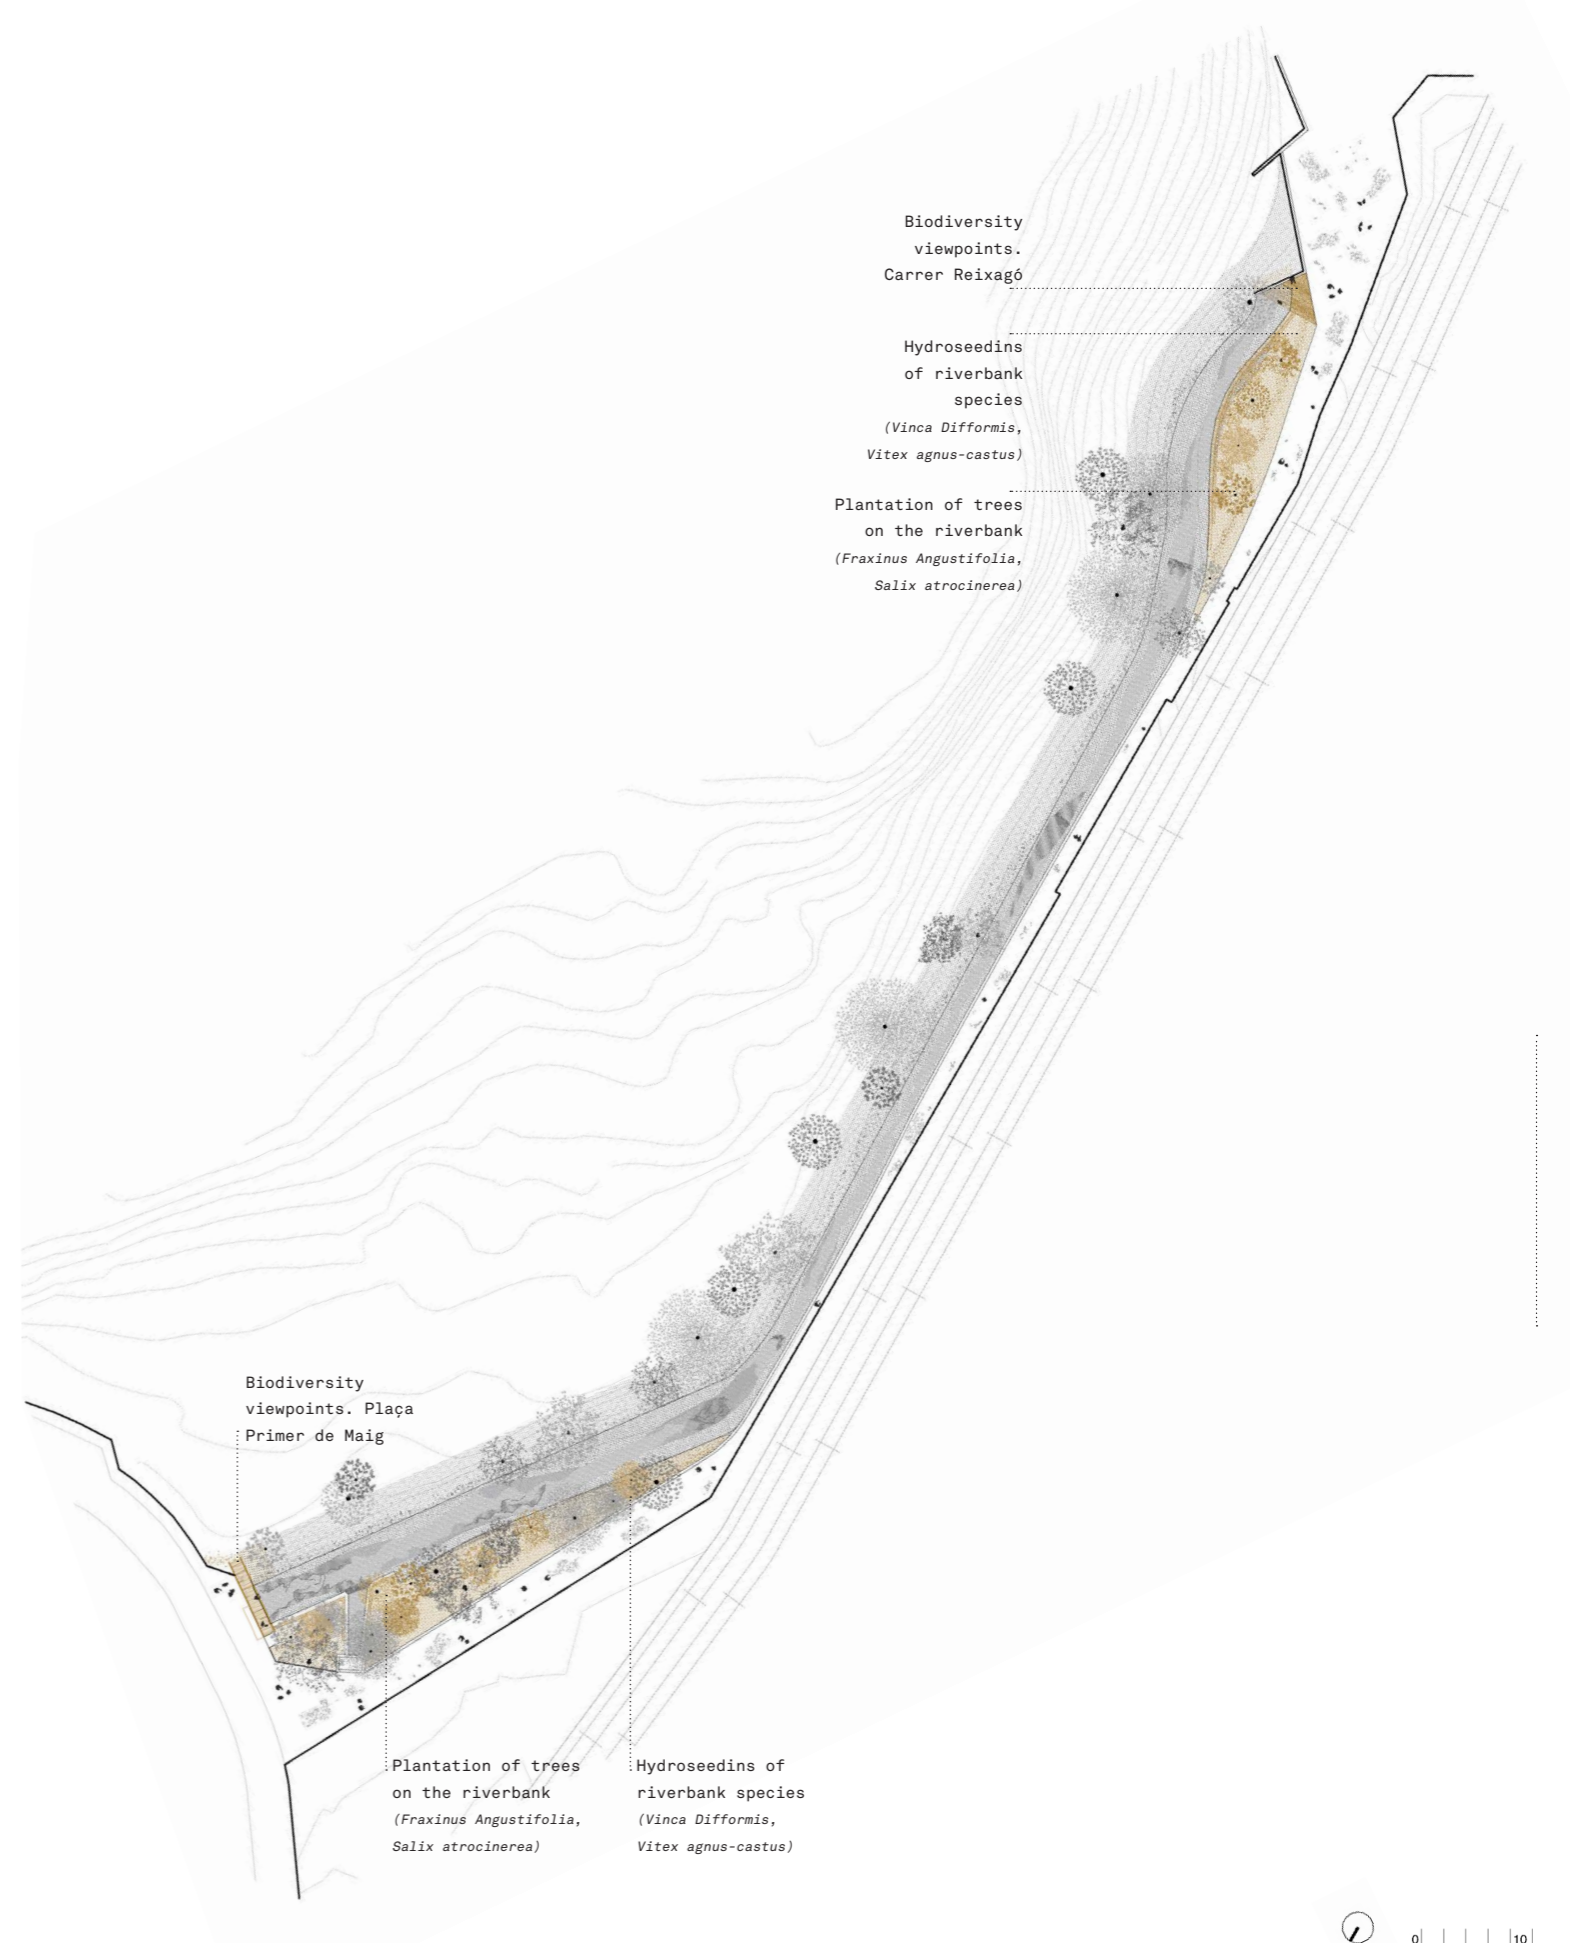 Biodiversity
viewpoints.
Carrer Reixagó
Hydroseedins
of riverbank
species
(Vinca Difformis,
Vitex agnus-castus)
Plantation of trees
on the riverbank
(Fraxinus Angustifolia,
Salix atrocinerea)
Biodiversity
viewpoints. Plaça
Primer de Maig
Plantation of trees
on the riverbank
(Fraxinus Angustifolia,
Salix atrocinerea)
Hydroseedins of
riverbank species
(Vinca Difformis,
Vitex agnus-castus)
0 10